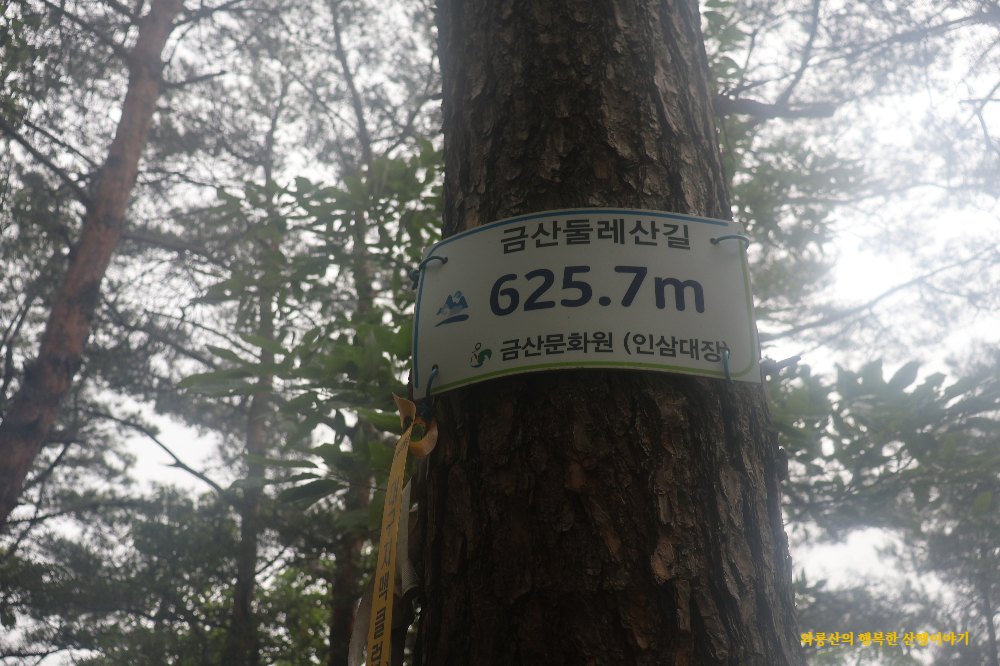 금산둘레산길
625.7m
금산문화원 (인삼대장)
와룡산의 행복한 산행이야기